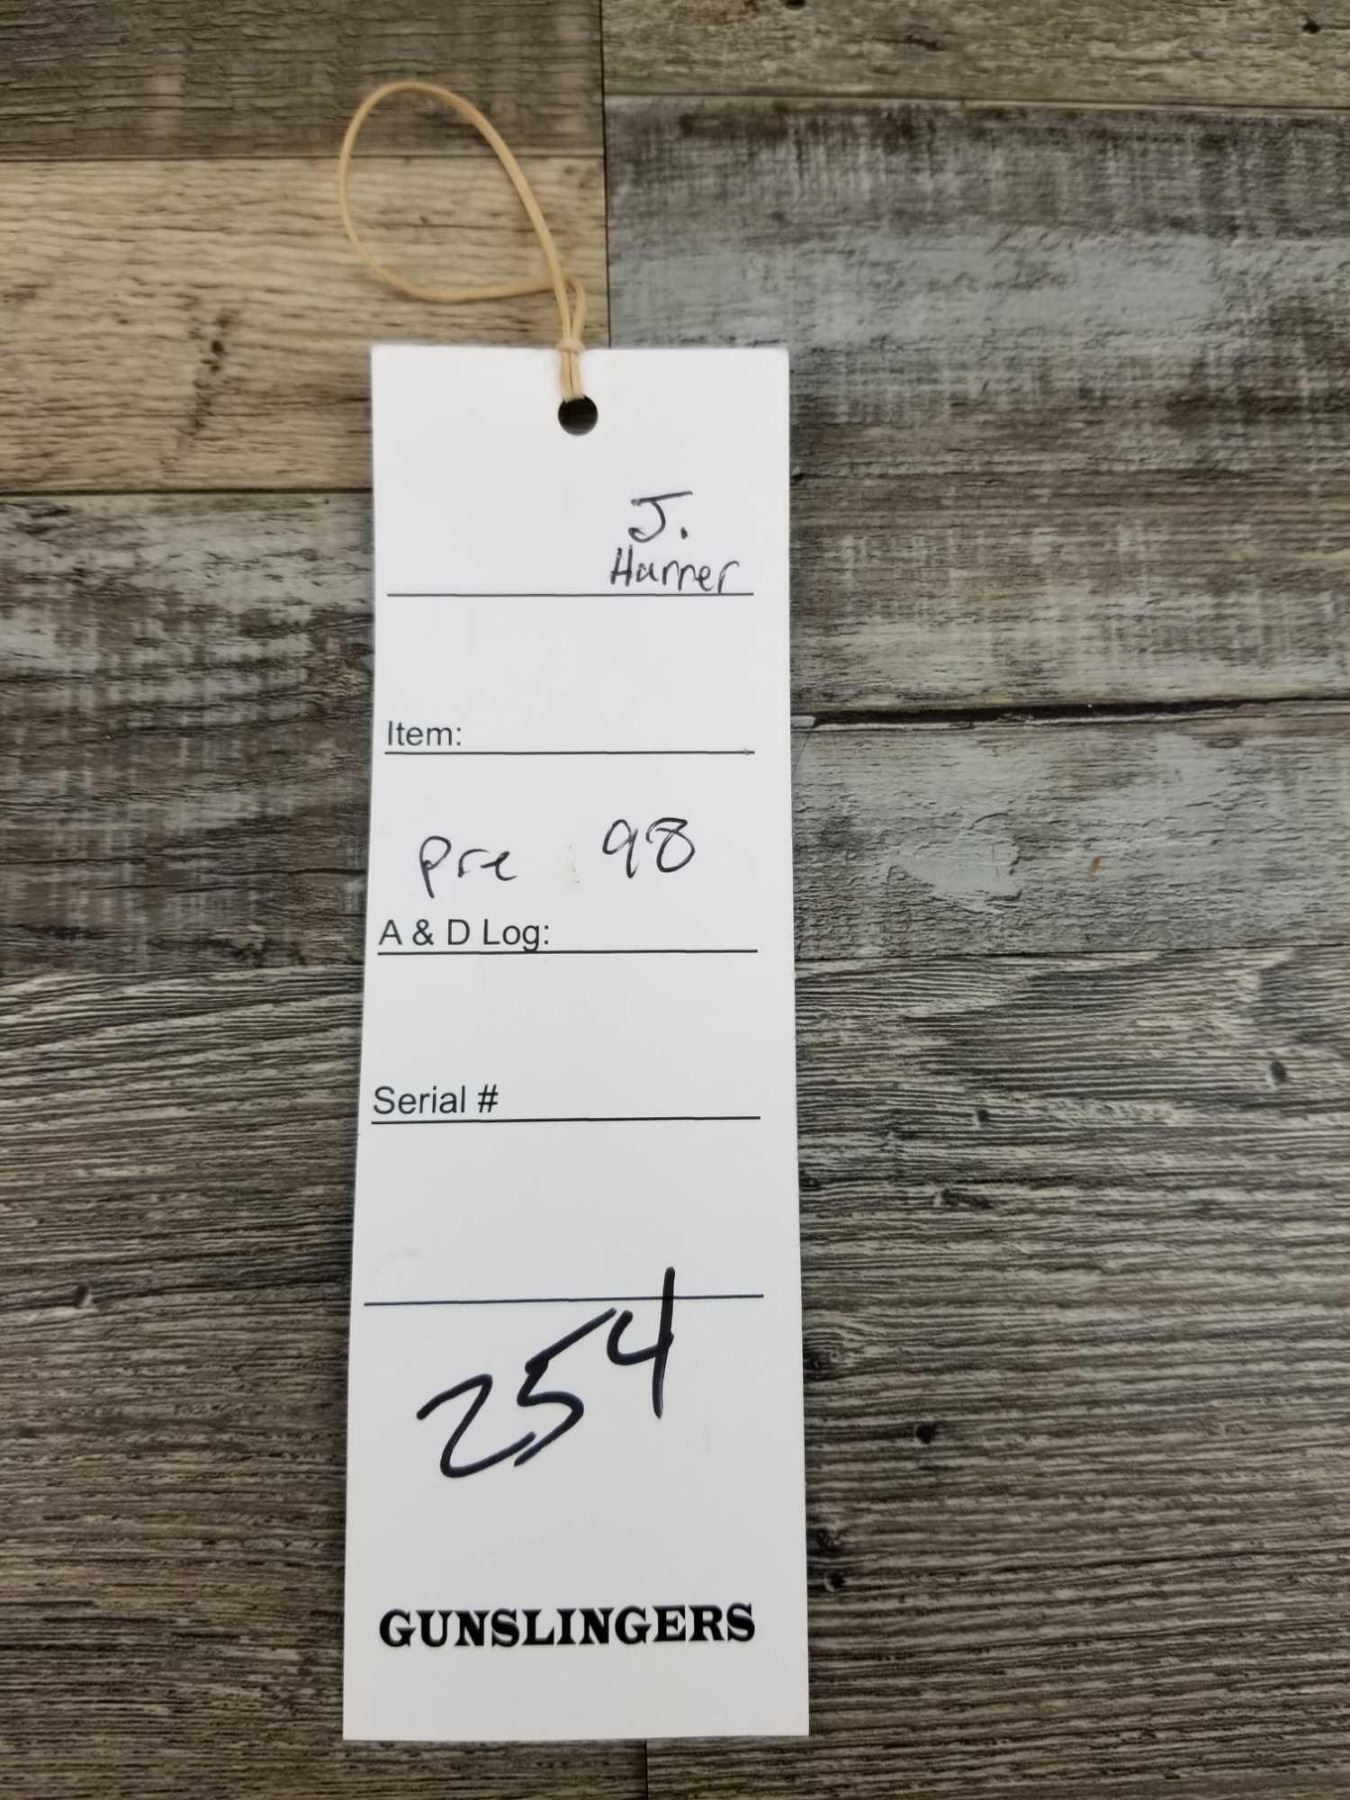 J.
Harner
Item:
Pre 98
A & D Log:
Serial #
254
GUNSLINGERS